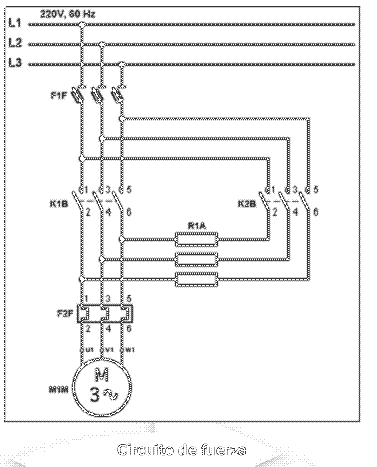 220V, 60 Hz
L1
L2
L3
F1F
1 3 5
K1B
2 4 6
1 3 5
K2B
2 4 6
R1A
1 3 5
F2F
2 4 6
U1 V1 W1
M1M
M
3~
Circuito de fuerza